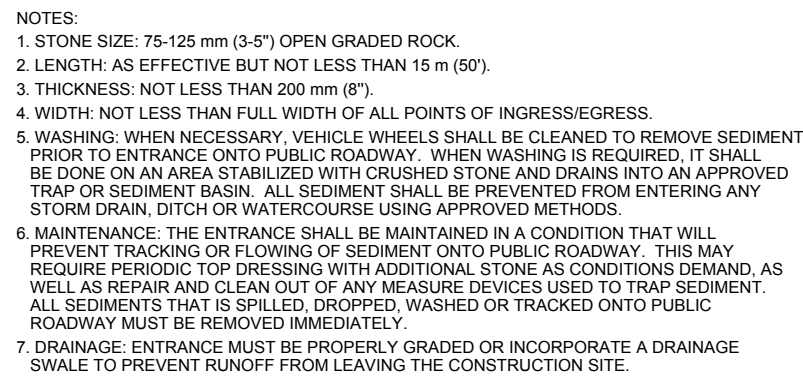 NOTES:
1. STONE SIZE: 75-125 mm (3-5") OPEN GRADED ROCK.
2. LENGTH: AS EFFECTIVE BUT NOT LESS THAN 15 m (50').
3. THICKNESS: NOT LESS THAN 200 mm (8").
4. WIDTH: NOT LESS THAN FULL WIDTH OF ALL POINTS OF INGRESS/EGRESS.
5. WASHING: WHEN NECESSARY, VEHICLE WHEELS SHALL BE CLEANED TO REMOVE SEDIMENT
PRIOR TO ENTRANCE ONTO PUBLIC ROADWAY. WHEN WASHING IS REQUIRED, IT SHALL
BE DONE ON AN AREA STABILIZED WITH CRUSHED STONE AND DRAINS INTO AN APPROVED
TRAP OR SEDIMENT BASIN. ALL SEDIMENT SHALL BE PREVENTED FROM ENTERING ANY
STORM DRAIN, DITCH OR WATERCOURSE USING APPROVED METHODS.
6. MAINTENANCE: THE ENTRANCE SHALL BE MAINTAINED IN A CONDITION THAT WILL
PREVENT TRACKING OR FLOWING OF SEDIMENT ONTO PUBLIC ROADWAY. THIS MAY
REQUIRE PERIODIC TOP DRESSING WITH ADDITIONAL STONE AS CONDITIONS DEMAND, AS
WELL AS REPAIR AND CLEAN OUT OF ANY MEASURE DEVICES USED TO TRAP SEDIMENT.
ALL SEDIMENTS THAT IS SPILLED, DROPPED, WASHED OR TRACKED ONTO PUBLIC
ROADWAY MUST BE REMOVED IMMEDIATELY.
7. DRAINAGE: ENTRANCE MUST BE PROPERLY GRADED OR INCORPORATE A DRAINAGE
SWALE TO PREVENT RUNOFF FROM LEAVING THE CONSTRUCTION SITE.